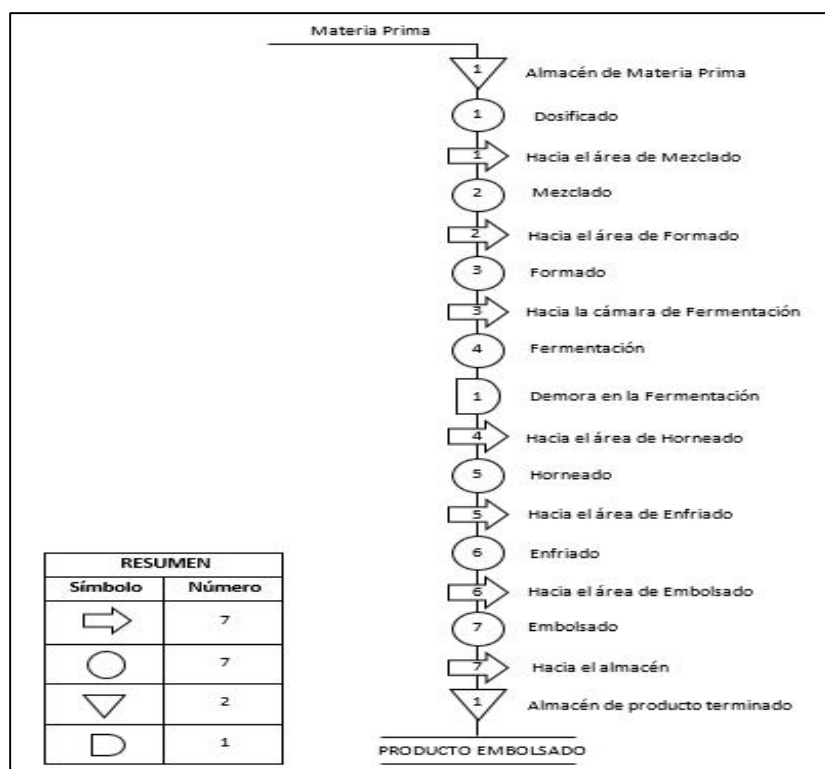 Materia Prima
1 Almacén de Materia Prima
1 Dosificado
1 Hacia el área de Mezclado
2 Mezclado
2 Hacia el área de Formado
3 Formado
3 Hacia la cámara de Fermentación
4 Fermentación
1 Demora en la Fermentación
4 Hacia el área de Horneado
5 Horneado
5 Hacia el área de Enfriado
6 Enfriado
6 Hacia el área de Embolsado
7 Embolsado
7 Hacia el almacén
1 Almacén de producto terminado
PRODUCTO EMBOLSADO
RESUMEN
Símbolo Número
7
7
2
1